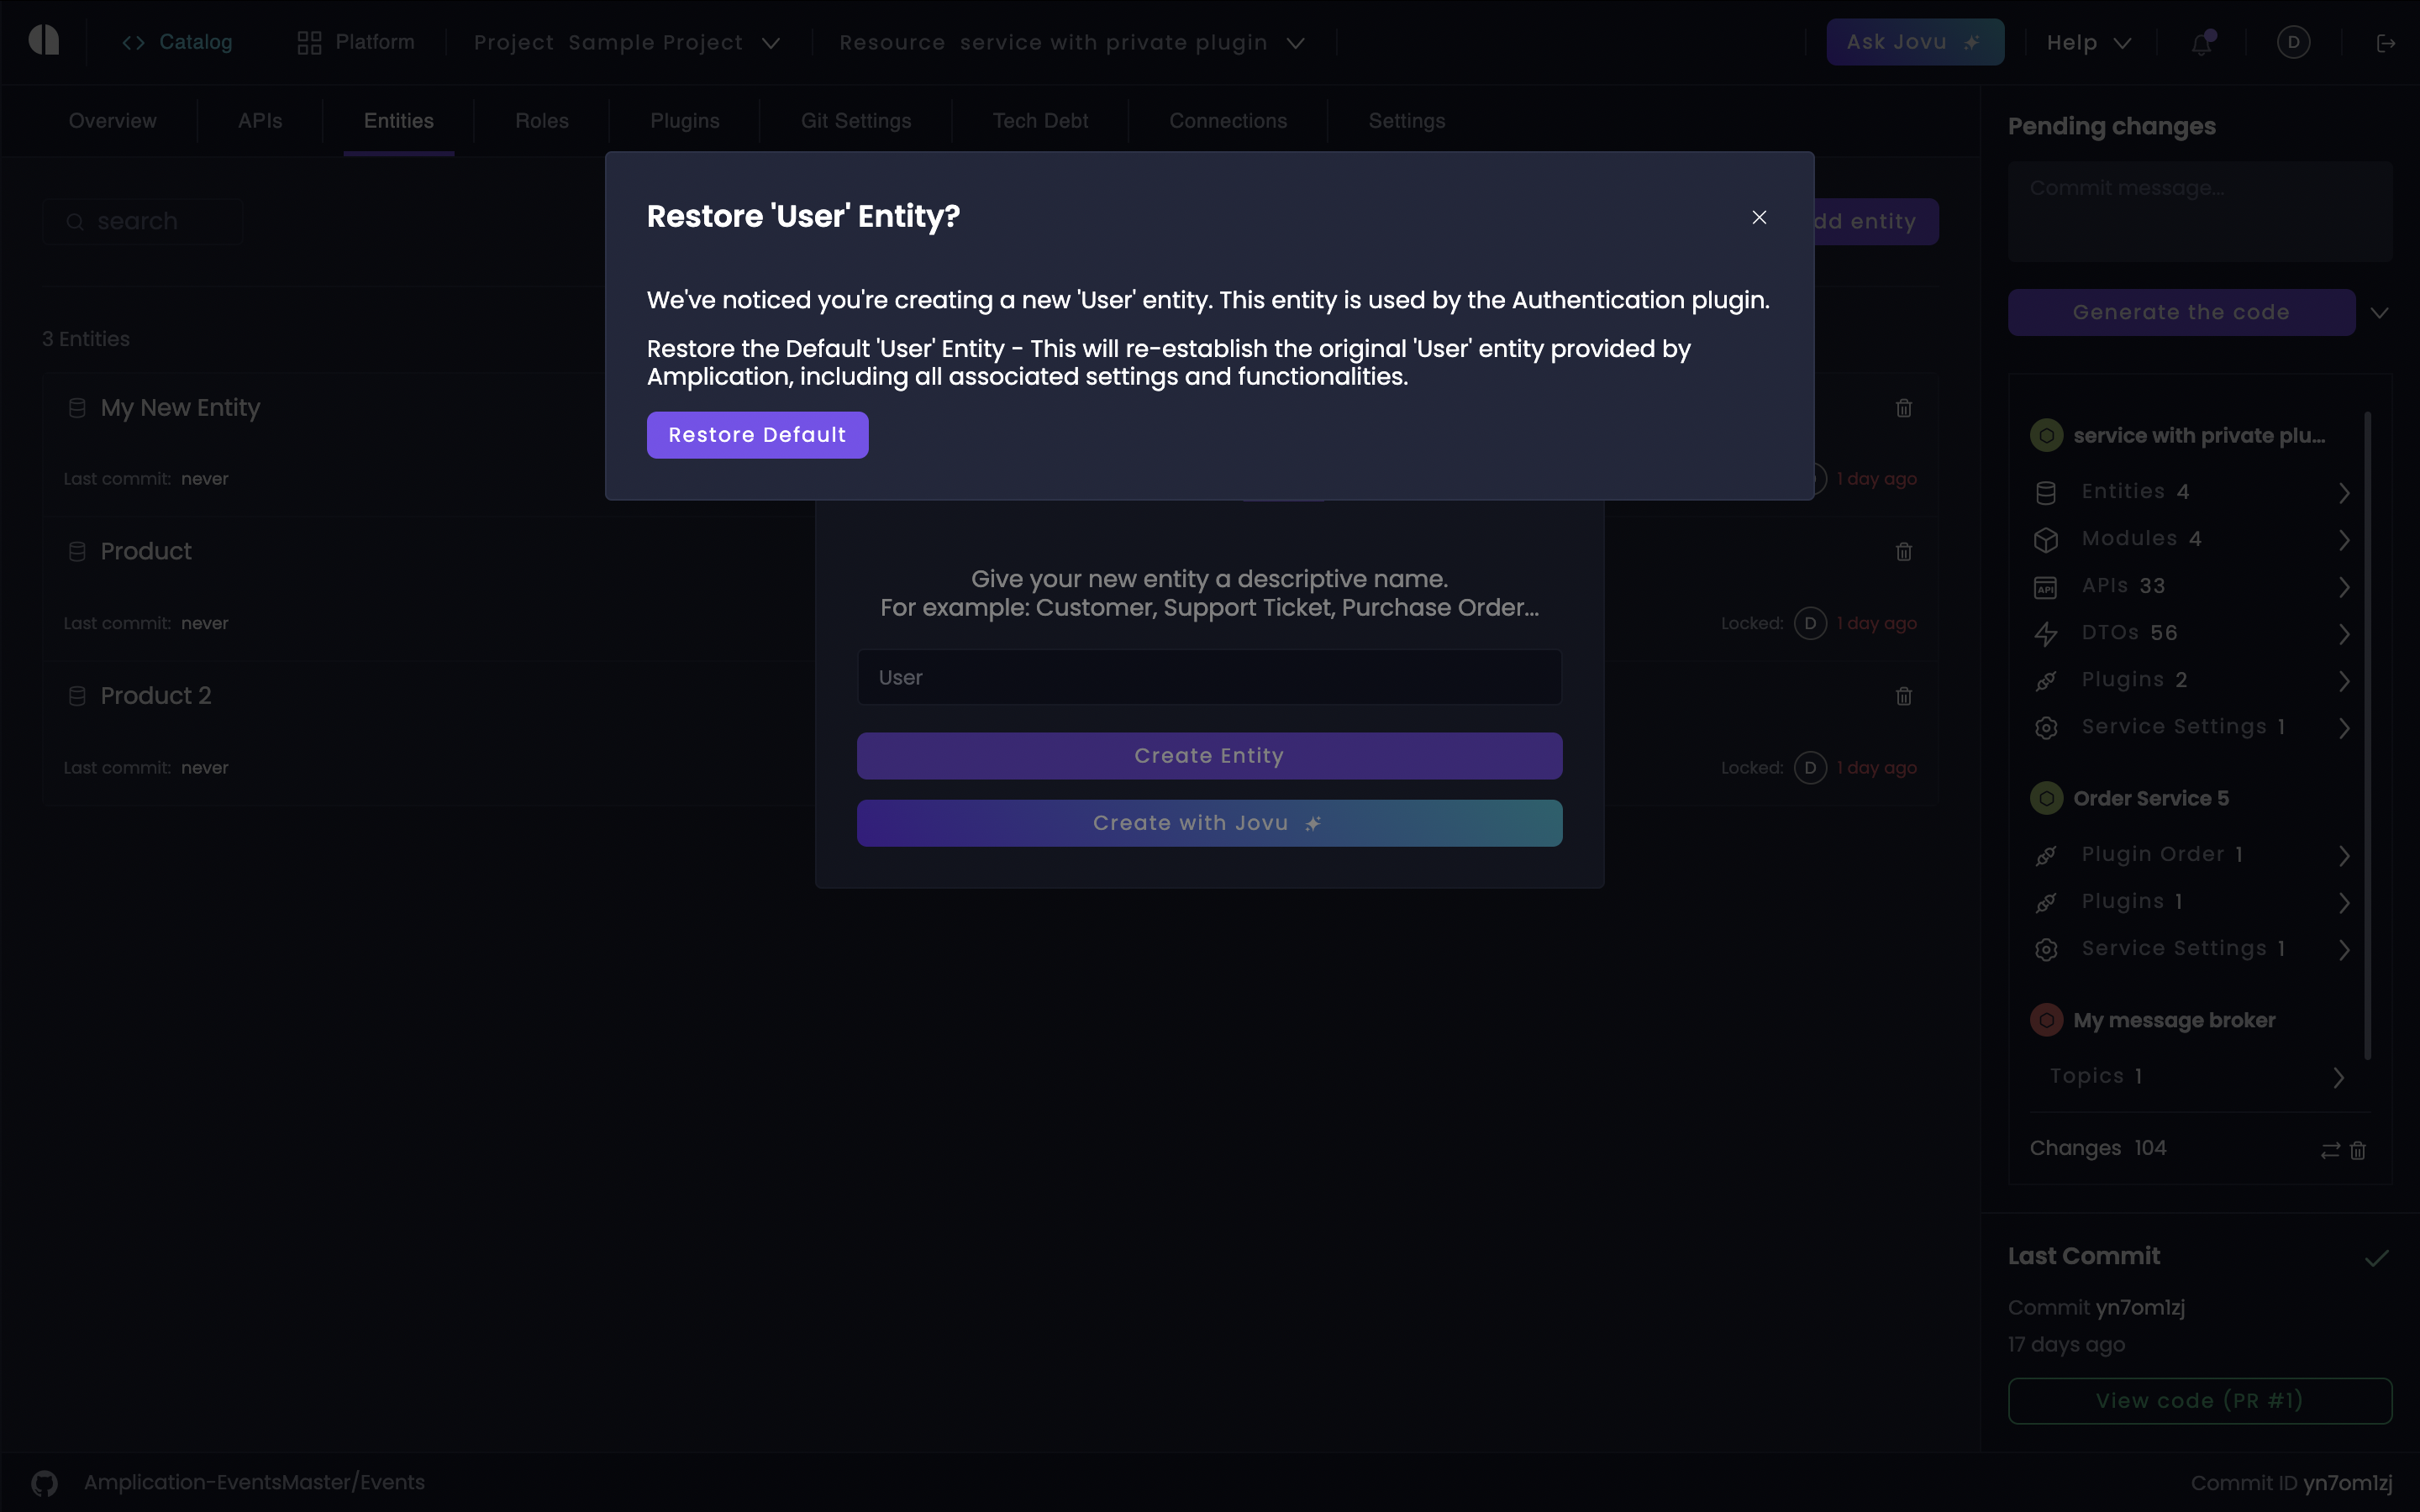 Catalog
Platform
Project Sample Project
Resource service with private plugin
Ask Jovu
Help
D
Overview
APIs
Entities
Roles
Plugins
Git Settings
Tech Debt
Connections
Settings
search
dd entity
3 Entities
My New Entity
Last commit: never
1 day ago
Product
Last commit: never
Locked: D 1 day ago
Product 2
Last commit: never
Locked: D 1 day ago
Restore 'User' Entity?
We've noticed you're creating a new 'User' entity. This entity is used by the Authentication plugin.
Restore the Default 'User' Entity - This will re-establish the original 'User' entity provided by
Amplication, including all associated settings and functionalities.
Restore Default
Give your new entity a descriptive name.
For example: Customer, Support Ticket, Purchase Order...
User
Create Entity
Create with Jovu
Pending changes
Commit message...
Generate the code
service with private plu...
Entities 4
Modules 4
API
APIs 33
DTOs 56
Plugins 2
Service Settings 1
Order Service 5
Plugin Order 1
Plugins 1
Service Settings 1
My message broker
Topics 1
Changes 104
Last Commit
Commit yn7om1zj
17 days ago
View code (PR #1)
Amplication-EventsMaster/Events
Commit ID yn7om1zj